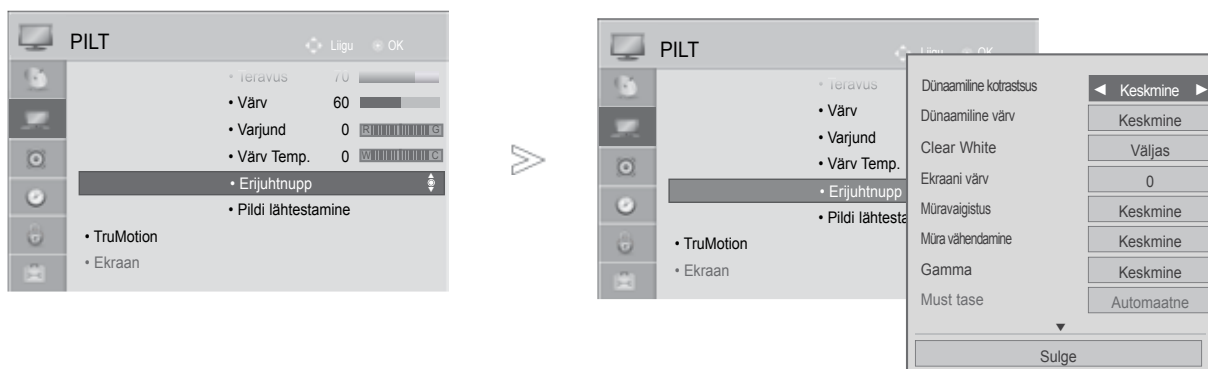 PILT
Liigu OK
• Teravus 70
• Värv 60
• Varjund 0 R G
• Värv Temp. 0 W G
• Erijuhtnupp
• Pildi lähtestamine
• TruMotion
• Ekraan
PILT
Liigu OK
• Teravus
• Värv
• Varjund
• Värv Temp.
• Erijuhtnupp
• Pildi lähtesta
• TruMotion
• Ekraan
Dünaamiline kotrastsus ◄ Keskmine ►
Dünaamiline värv Keskmine
Clear White Väljas
Ekraani värv 0
Müravaigistus Keskmine
Müra vähendamine Keskmine
Gamma Keskmine
Must tase Automaatne
Sulge